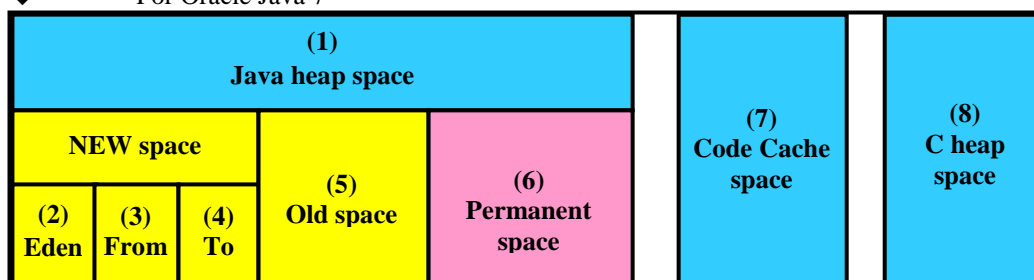 For Oracle Java 7
(1)
Java heap space
NEW space
(2)
Eden
(3)
From
(4)
To
(5)
Old space
(6)
Permanent
space
(7)
Code Cache
space
(8)
C heap
space